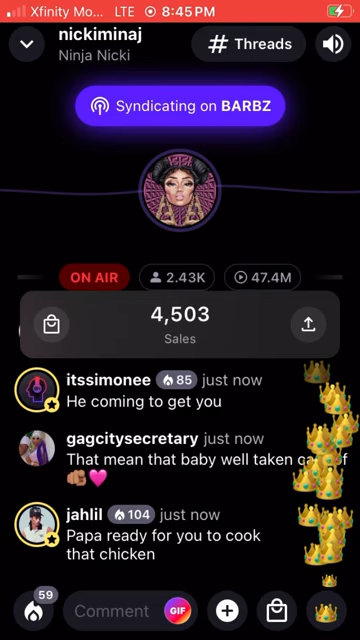 Xfinity Mo... LTE 8:45 PM
nickiminaj
Ninja Nicki
# Threads
Syndicating on BARBZ
ON AIR 2.43K 47.4M
4,503
Sales
itssimonee 85 just now
He coming to get you
gagcitysecretary just now
That mean that baby well taken of
🤜🏽🩷
jahlil 104 just now
Papa ready for you to cook
that chicken
59
Comment GIF